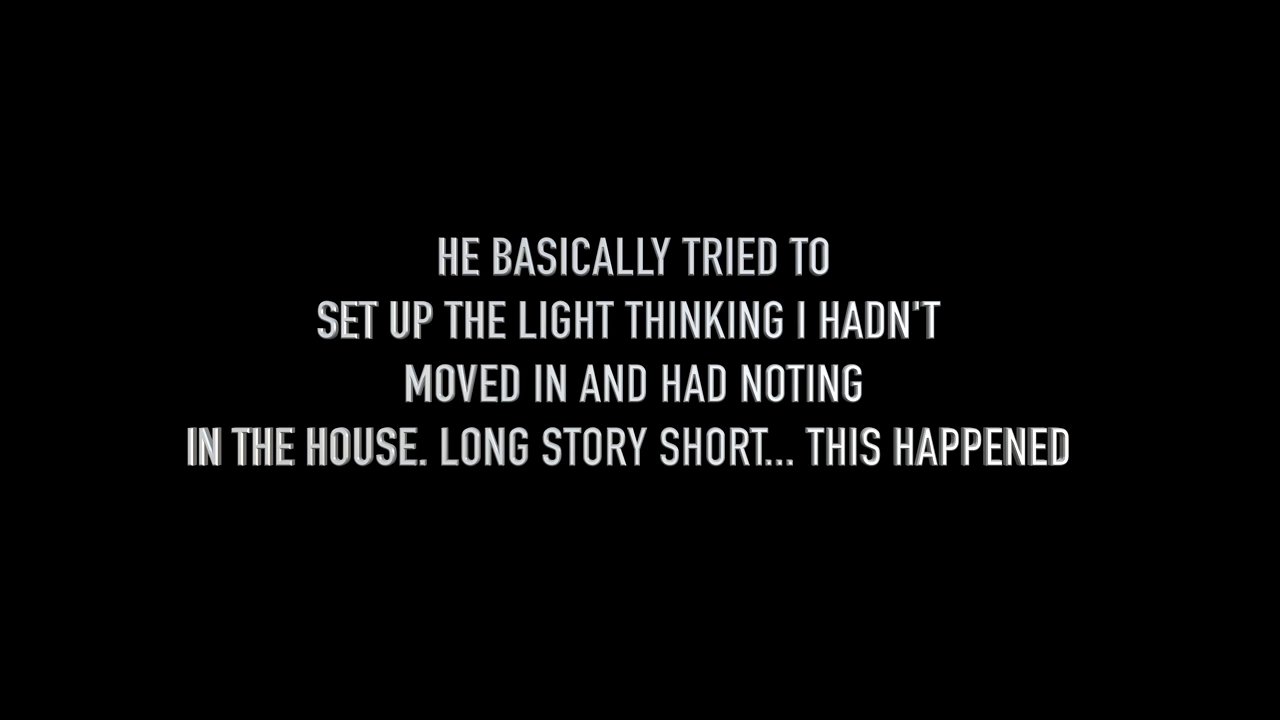 HE BASICALLY TRIED TO
SET UP THE LIGHT THINKING I HADN'T
MOVED IN AND HAD NOTING
IN THE HOUSE. LONG STORY SHORT... THIS HAPPENED